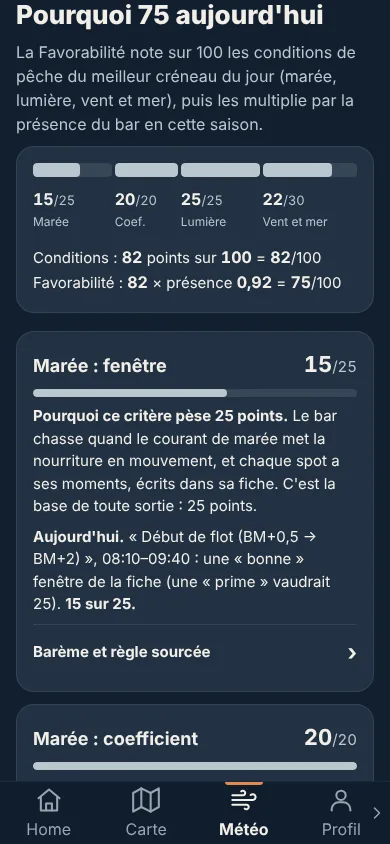 Pourquoi 75 aujourd'hui
La Favorabilité note sur 100 les conditions de
pêche du meilleur créneau du jour (marée,
lumière, vent et mer), puis les multiplie par la
présence du bar en cette saison.
15/25 20/20 25/25 22/30
Marée Coef. Lumière Vent et mer
Conditions : 82 points sur 100 = 82/100
Favorabilité : 82 × présence 0,92 = 75/100
Marée : fenêtre 15/25
Pourquoi ce critère pèse 25 points. Le bar
chasse quand le courant de marée met la
nourriture en mouvement, et chaque spot a
ses moments, écrits dans sa fiche. C'est la
base de toute sortie : 25 points.
Aujourd'hui. « Début de flot (BM+0,5 →
BM+2) », 08:10–09:40 : une « bonne »
fenêtre de la fiche (une « prime » vaudrait
25). 15 sur 25.
Barème et règle sourcée
Marée : coefficient 20/20
Home Carte Météo Profil